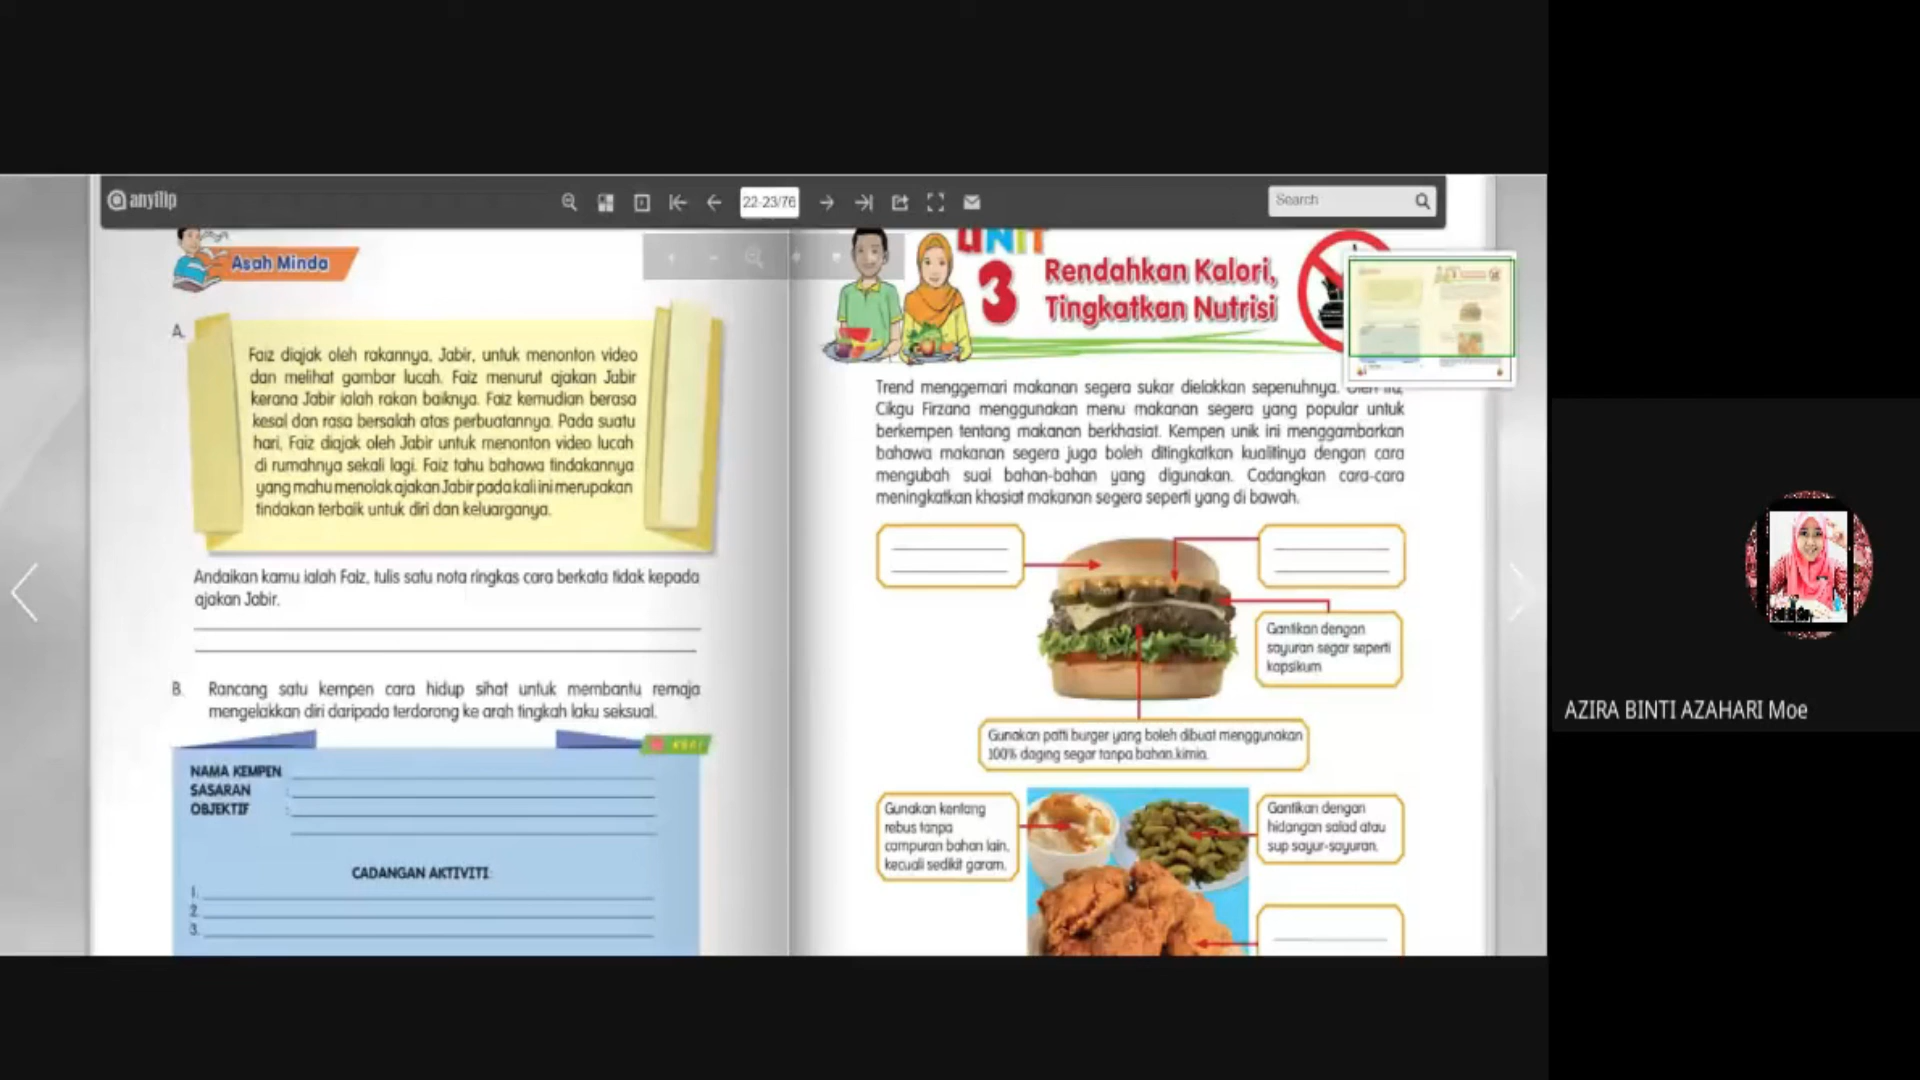 anyflip
22-23/76
Search
Asah Minda
A.
Faiz diajak oleh rakannya, Jabir, untuk menonton video
dan melihat gambar lucah. Faiz menurut ajakan Jabir
kerana Jabir ialah rakan baiknya. Faiz kemudian berasa
kesal dan rasa bersalah atas perbuatannya. Pada suatu
hari, Faiz diajak oleh Jabir untuk menonton video lucah
di rumahnya sekali lagi. Faiz tahu bahawa tindakannya
yang mahu menolak ajakan Jabir pada kali ini merupakan
tindakan terbaik untuk diri dan keluarganya.
Andaikan kamu ialah Faiz, tulis satu nota ringkas cara berkata tidak kepada
ajakan Jabir.
B. Rancang satu kempen cara hidup sihat untuk membantu remaja
mengelakkan diri daripada terdorong ke arah tingkah laku seksual.
NAMA KEMPEN
SASARAN :
OBJEKTIF :
CADANGAN AKTIVITI:
1.
2.
3.
UNIT
3
Rendahkan Kalori,
Tingkatkan Nutrisi
Trend menggemari makanan segera sukar dielakkan sepenuhnya.
Cikgu Firzana menggunakan menu makanan segera yang popular untuk
berkempen tentang makanan berkhasiat. Kempen unik ini menggambarkan
bahawa makanan segera juga boleh ditingkatkan kualitinya dengan cara
mengubah suai bahan-bahan yang digunakan. Cadangkan cara-cara
meningkatkan khasiat makanan segera seperti yang di bawah.
Gantikan dengan
sayuran segar seperti
kapsikum
Gunakan patti burger yang boleh dibuat menggunakan
100% daging segar tanpa bahan kimia.
Gunakan kentang
rebus tanpa
campuran bahan lain,
kecuali sedikit garam.
Gantikan dengan
hidangan salad atau
sup sayur-sayuran.
AZIRA BINTI AZAHARI Moe